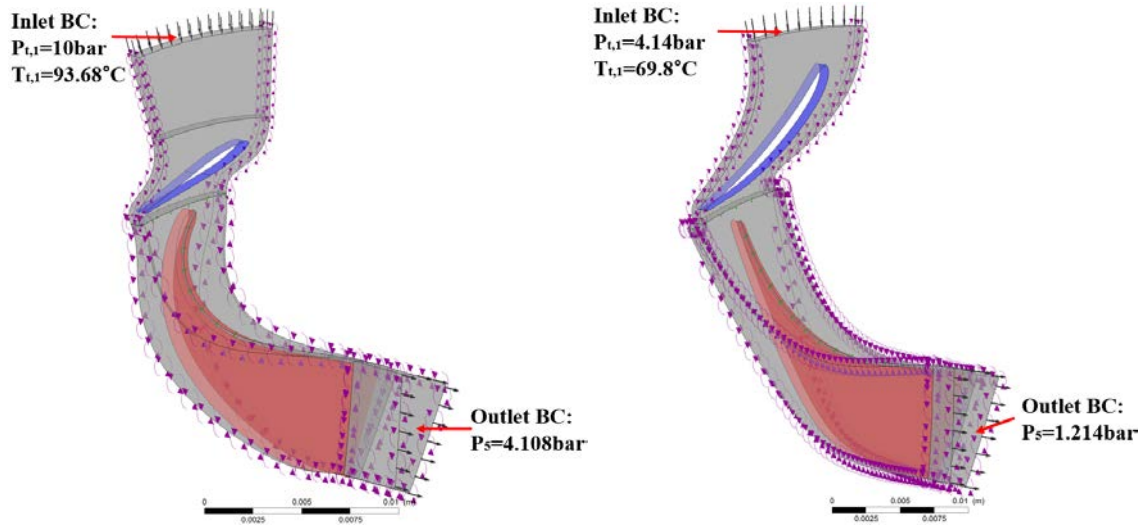 Inlet BC:
Pt,1=10bar
Tt,1=93.68°C
Outlet BC:
P5=4.108bar
0 0.005 0.01 (m)
0.0025 0.0075
Inlet BC:
Pt,1=4.14bar
Tt,1=69.8°C
Outlet BC:
P5=1.214bar
0 0.005 0.01 (m)
0.0025 0.0075